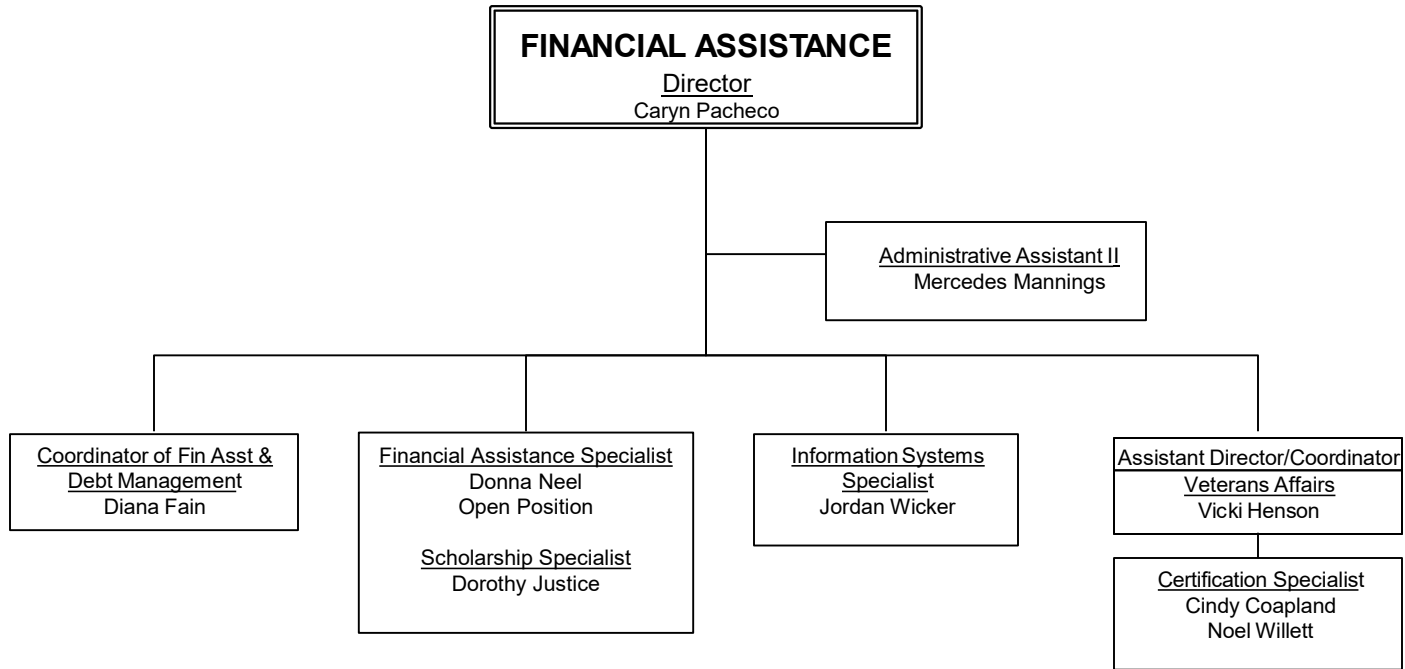 FINANCIAL ASSISTANCE
Director
Caryn Pacheco
Administrative Assistant II
Mercedes Mannings
Coordinator of Fin Asst &
Debt Management
Diana Fain
Financial Assistance Specialist
Donna Neel
Open Position
Scholarship Specialist
Dorothy Justice
Information Systems
Specialist
Jordan Wicker
Assistant Director/Coordinator
Veterans Affairs
Vicki Henson
Certification Specialist
Cindy Coapland
Noel Willett